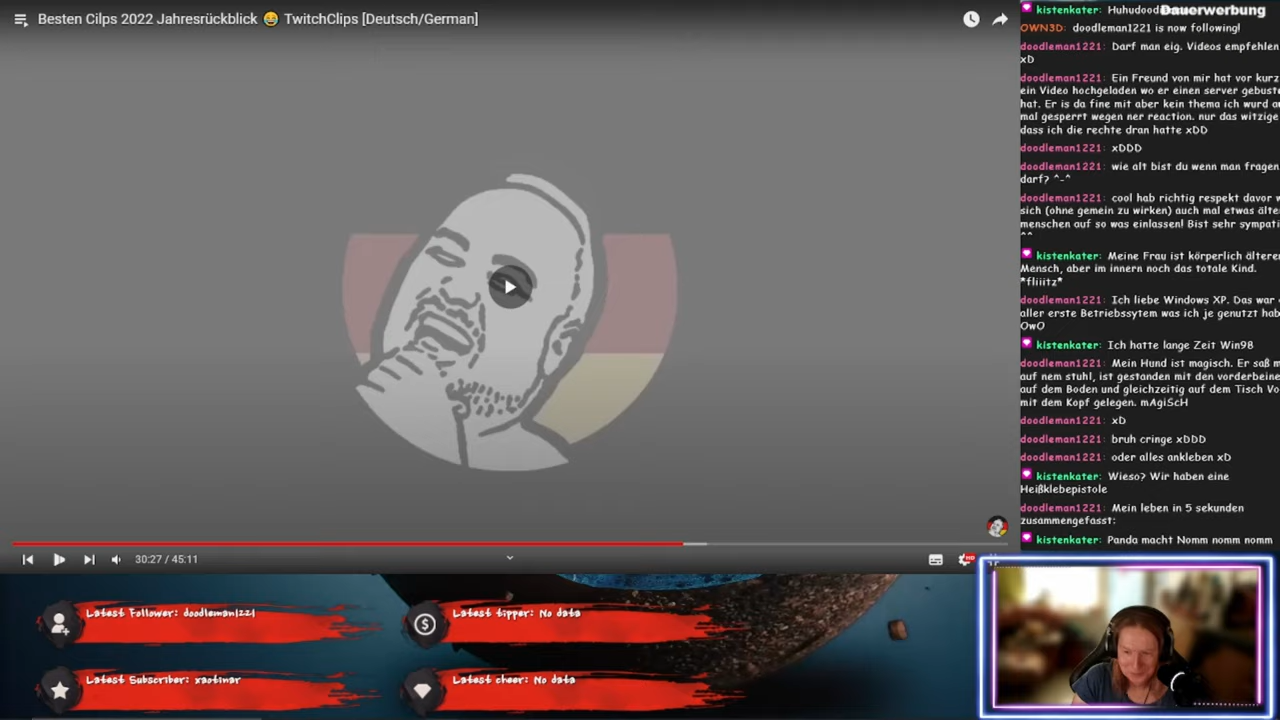 Besten Cilps 2022 Jahresrückblick 😂 TwitchClips [Deutsch/German]
Dauerwerbung
kistenkater:
OWN3D: doodleman1221 is now following!
doodleman1221: Darf man eig. Videos empfehlen
xD
doodleman1221: Ein Freund von mir hat vor kurz
ein Video hochgeladen wo er einen server gebuste
hat. Er is da fine mit aber kein thema ich wurd a
mal gesperrt wegen ner reaction. nur das witzige
dass ich die rechte dran hatte xDD
doodleman1221: xDDD
doodleman1221: wie alt bist du wenn man fragen
darf? ^-^
doodleman1221: cool hab richtig respekt davor w
sich (ohne gemein zu wirken) auch mal etwas älte
menschen auf so was einlassen! Bist sehr sympati
^^
kistenkater: Meine Frau ist körperlich ältere
Mensch, aber im innern noch das totale Kind.
*fliiitz*
doodleman1221: Ich liebe Windows XP. Das war
aller erste Betriebssytem was ich je genutzt hab
OwO
kistenkater: Ich hatte lange Zeit Win98
doodleman1221: Mein Hund ist magisch. Er saß m
auf nem stuhl, ist gestanden mit den vorderbeine
auf dem Boden und gleichzeitig auf dem Tisch Vo
mit dem Kopf gelegen. mAgiScH
doodleman1221: xD
doodleman1221: bruh cringe xDDD
doodleman1221: oder alles ankleben xD
kistenkater: Wieso? Wir haben eine
Heißklebepistole
doodleman1221: Mein leben in 5 sekunden
zusammengefasst:
kistenkater: Panda macht Nomm nomm nomm
30:27 / 45:11
HD
Latest Follower: doodleman1221
Latest tipper: No data
Latest Subscriber: xaotinar
Latest cheer: No data